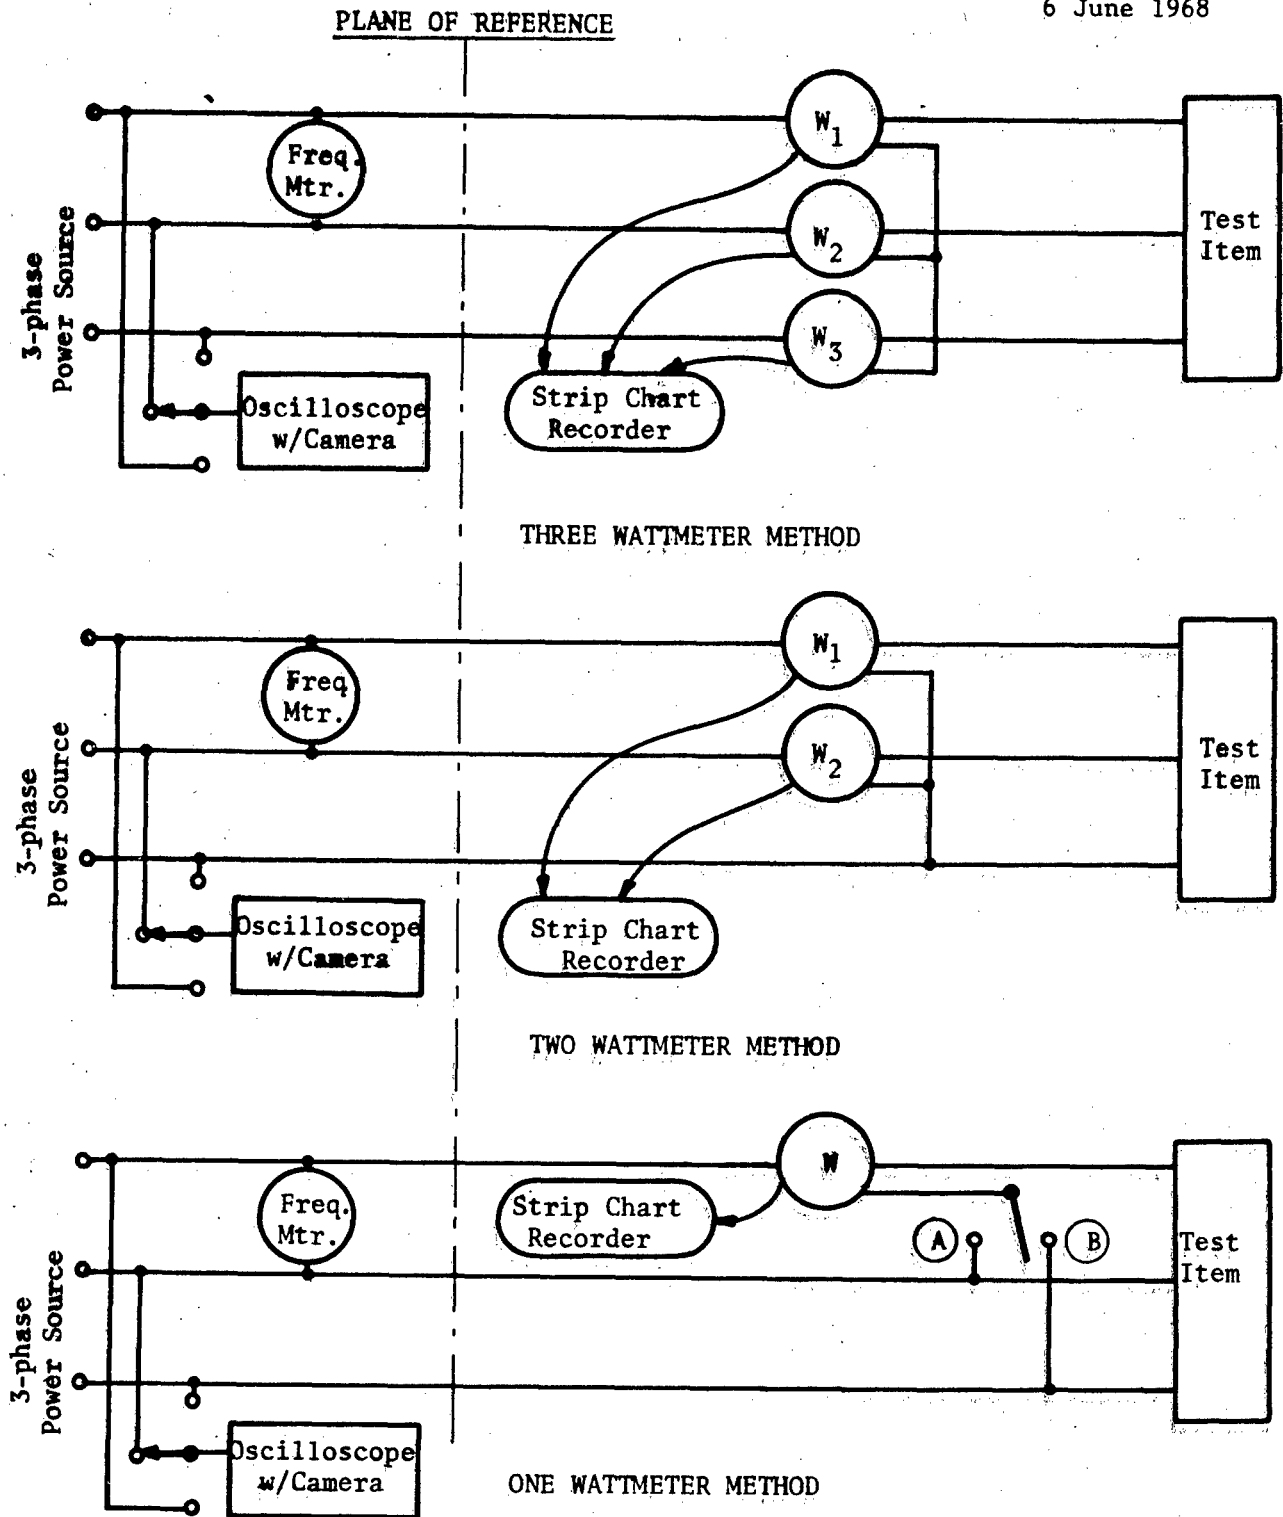 6 June 1968
PLANE OF REFERENCE
Freq.
Mtr.
W1
W2
W3
Test
Item
3-phase
Power Source
Oscilloscope
w/Camera
Strip Chart
Recorder
THREE WATTMETER METHOD
Freq
Mtr.
W1
W2
Test
Item
3-phase
Power Source
Oscilloscope
w/Camera
Strip Chart
Recorder
TWO WATTMETER METHOD
Freq.
Mtr.
W
Strip Chart
Recorder
A
B
Test
Item
3-phase
Power Source
Oscilloscope
w/Camera
ONE WATTMETER METHOD